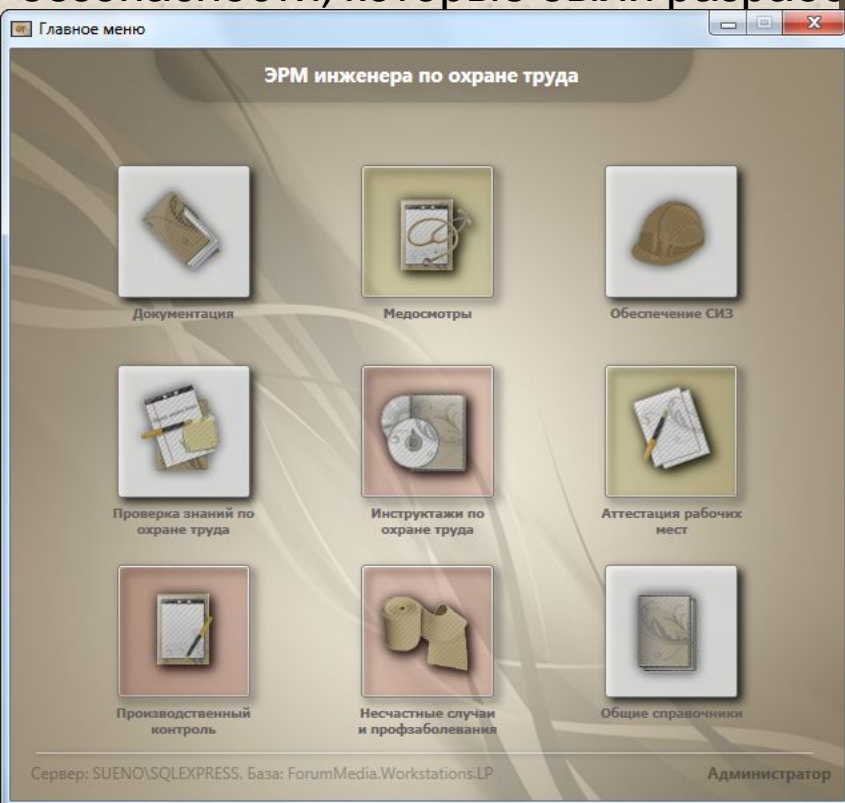 Главное меню
ЭРМ инженера по охране труда
Документация
Медосмотры
Обеспечение СИЗ
Проверка знаний по
охране труда
Инструктажи по
охране труда
Аттестация рабочих
мест
Производственный
контроль
Несчастные случаи
и профзаболевания
Общие справочники
Сервер: SUENO\SQLEXPRESS. База: ForumMedia.Workstations.LP
Администратор